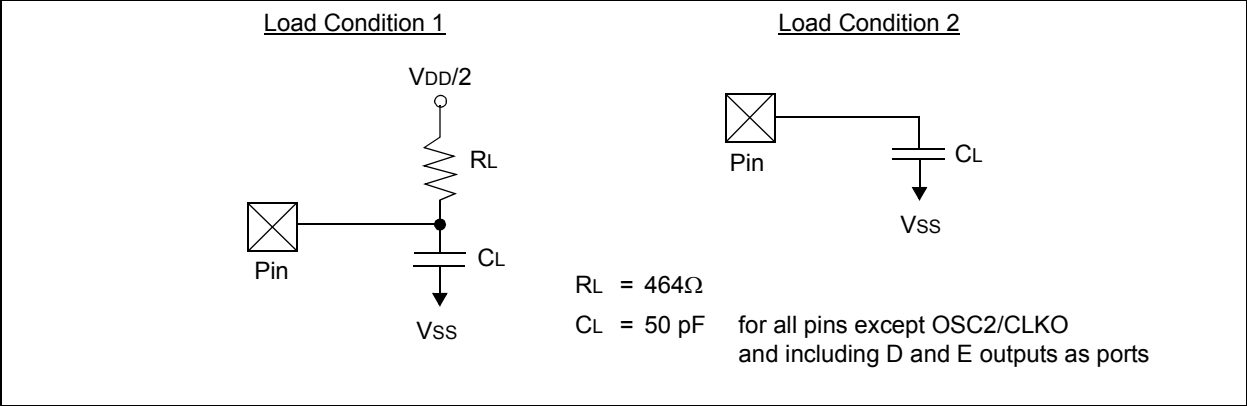 Load Condition 1
VDD/2
RL
Pin
CL
VSS
Load Condition 2
Pin
CL
VSS
RL = 464Ω
CL = 50 pF for all pins except OSC2/CLKO
and including D and E outputs as ports